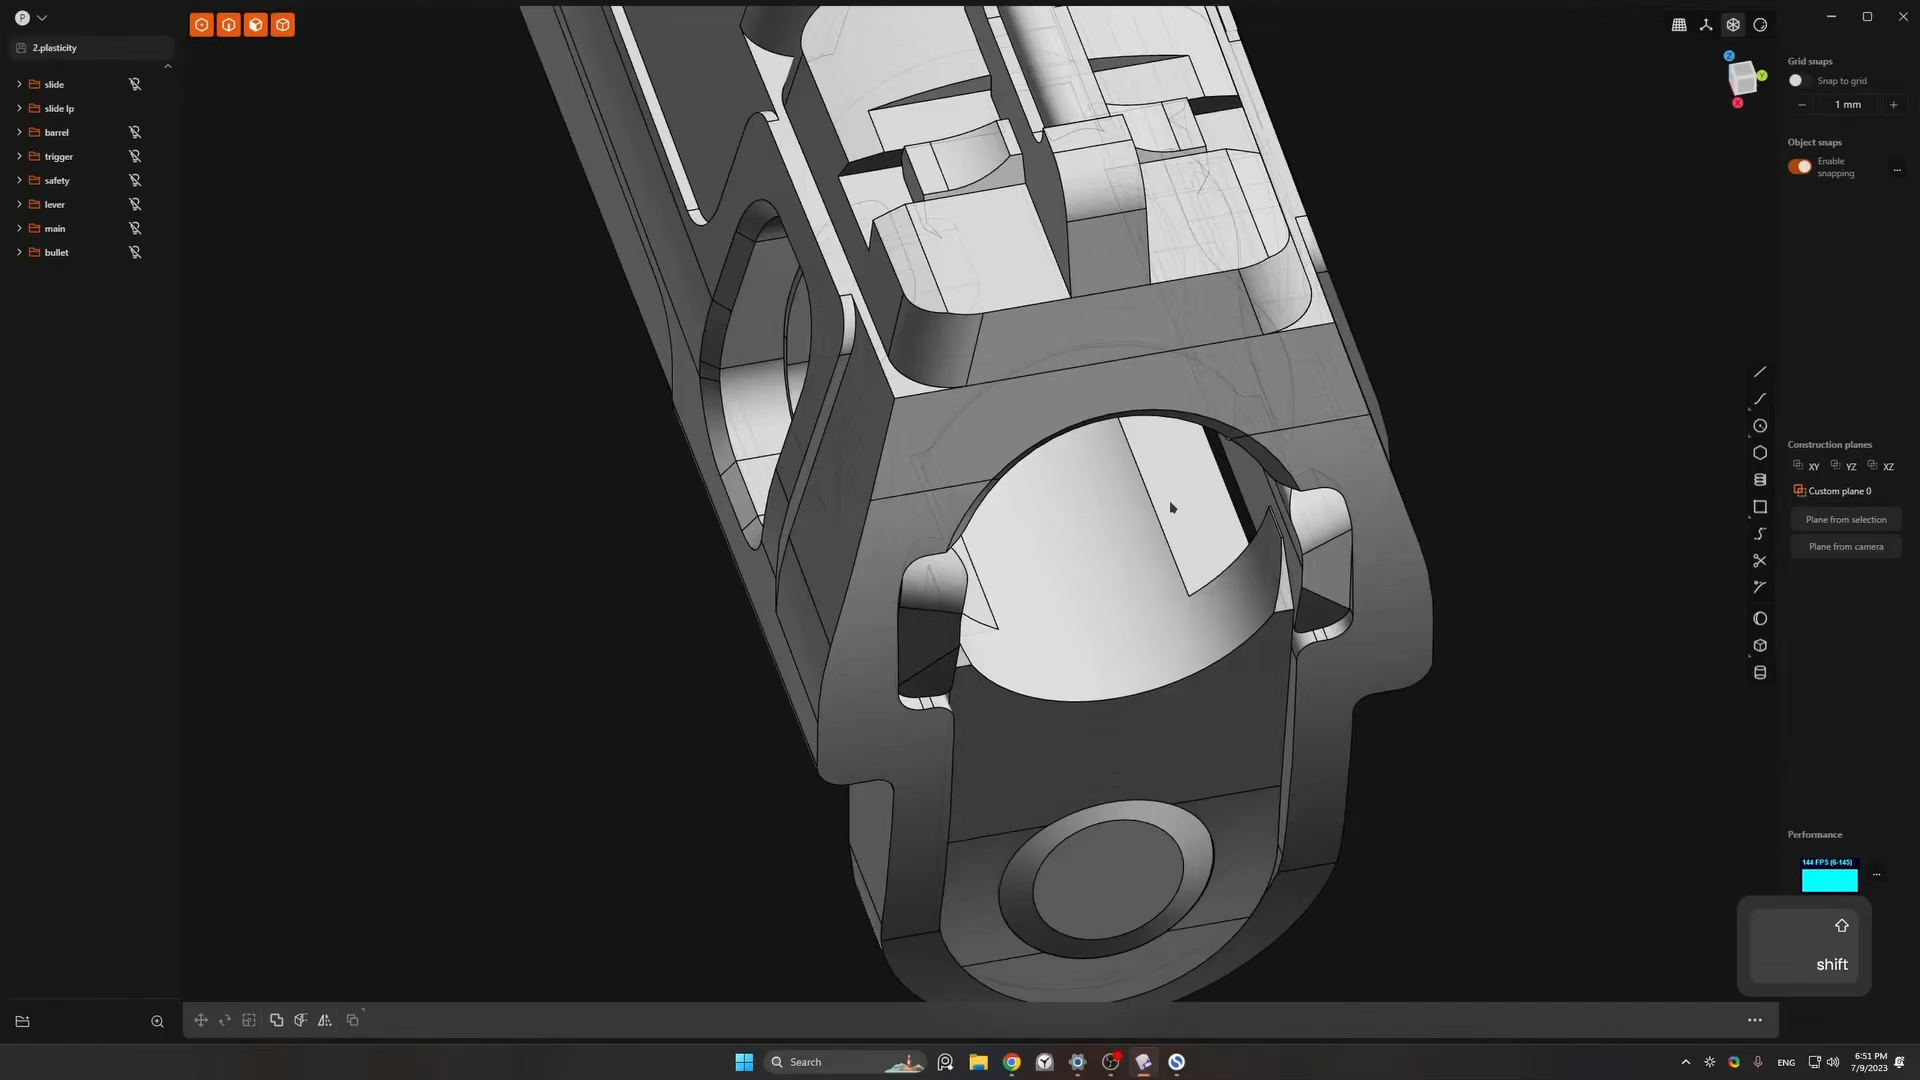 P
2.plasticity
slide
slide lp
barrel
trigger
safety
lever
main
bullet
Z
Y
X
Grid snaps
Snap to grid
1 mm
Object snaps
Enable
snapping
Construction planes
XY
YZ
XZ
Custom plane 0
Plane from selection
Plane from camera
Performance
144 FPS (6-145)
shift
Search
ENG
6:51 PM
7/9/2023